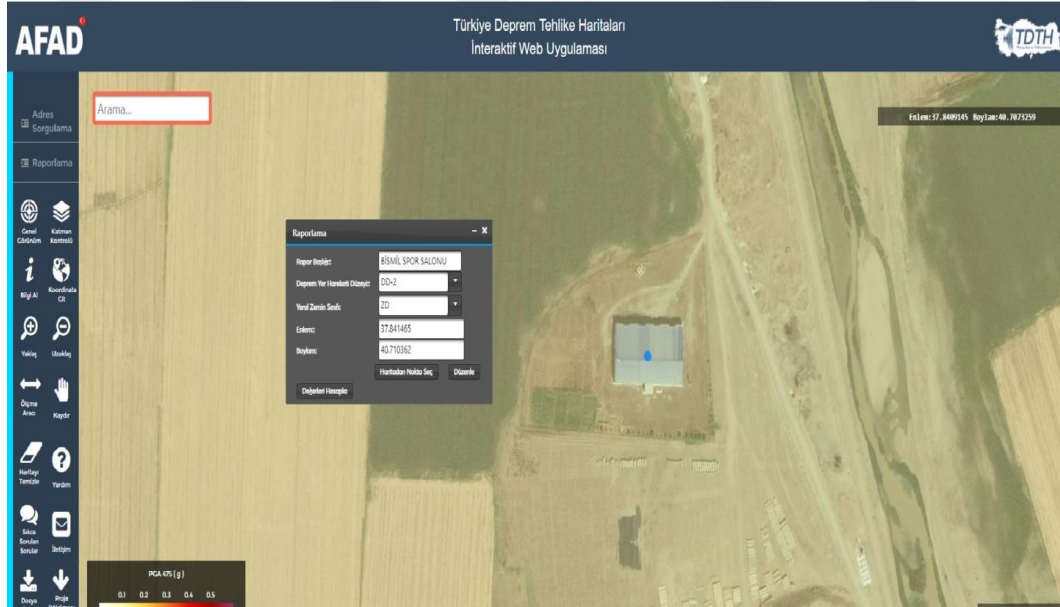 AFAD
Türkiye Deprem Tehlike Haritaları
İnteraktif Web Uygulaması
TDTH
Adres
Sorgulama
Arama...
Enlem:37.8409145 Boylam:40.7073259
Raporlama
Genel
Görünüm
Katman
Kontrolü
Bilgi Al
Koordinata
Git
Yaklaş
Uzaklaş
Ölçme
Aracı
Kaydır
Haritayı
Temizle
Yardım
Sıkca
Sorulan
Sorular
İletişim
Dosya
Proje
Raporlama
Rapor Başlığı:
BİSMİL SPOR SALONU
Deprem Yer Hareketi Düzeyi:
DD-2
Yerel Zemin Sınıfı:
ZD
Enlem:
37.841465
Boylam:
40.710362
Haritadan Nokta Seç
Düzenle
Değerleri Hesapla
PGA 475 ( g )
0.1 0.2 0.3 0.4 0.5